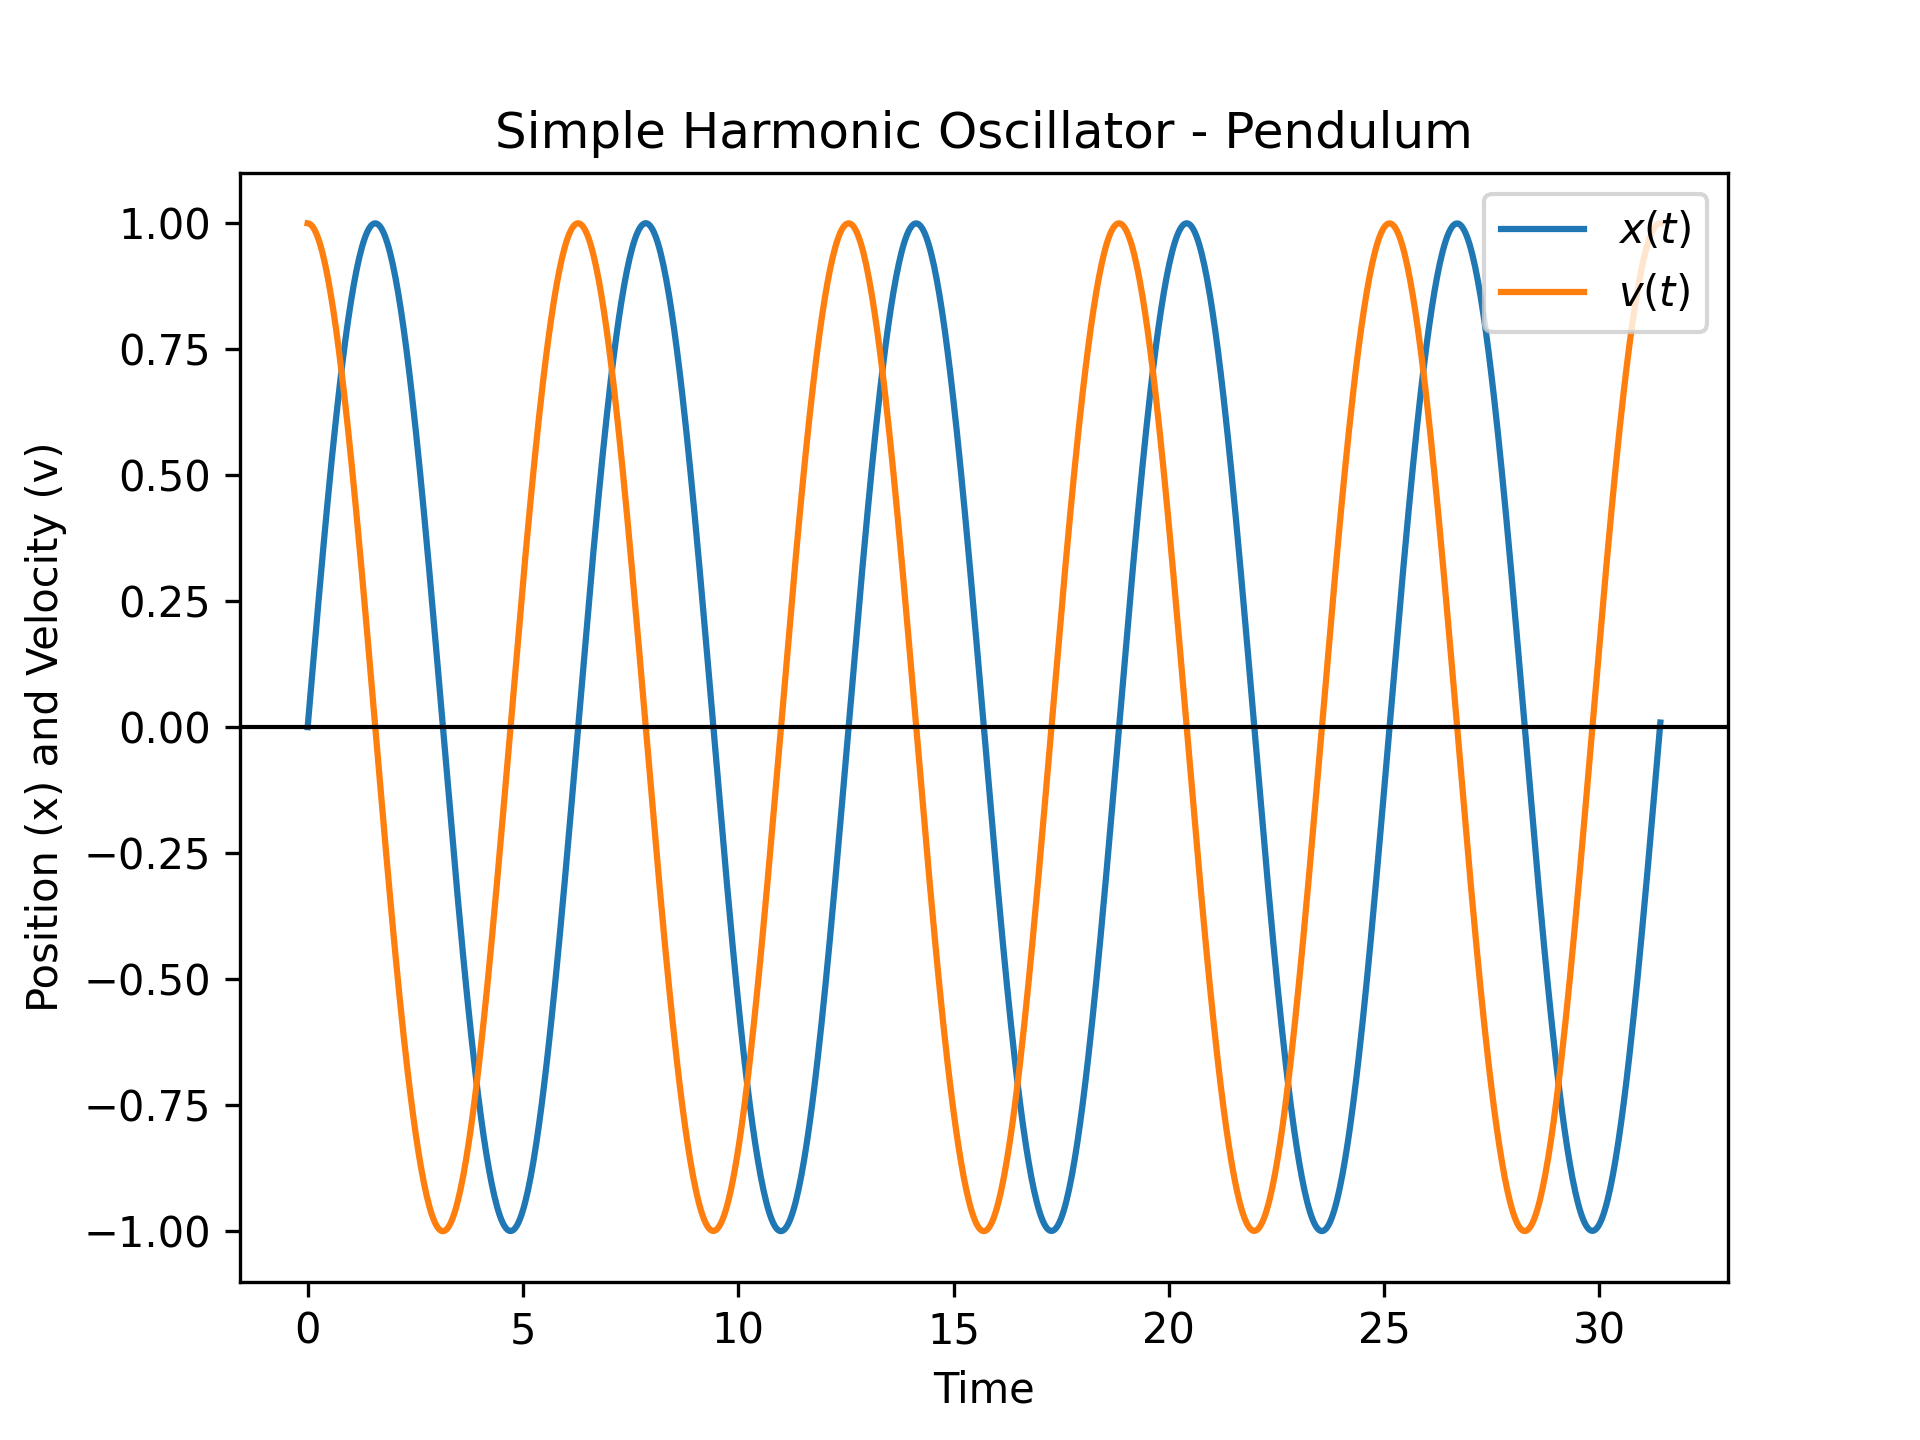 Simple Harmonic Oscillator - Pendulum
x(t)
v(t)
Position (x) and Velocity (v)
1.00
0.75
0.50
0.25
0.00
−0.25
−0.50
−0.75
−1.00
0 5 10 15 20 25 30
Time